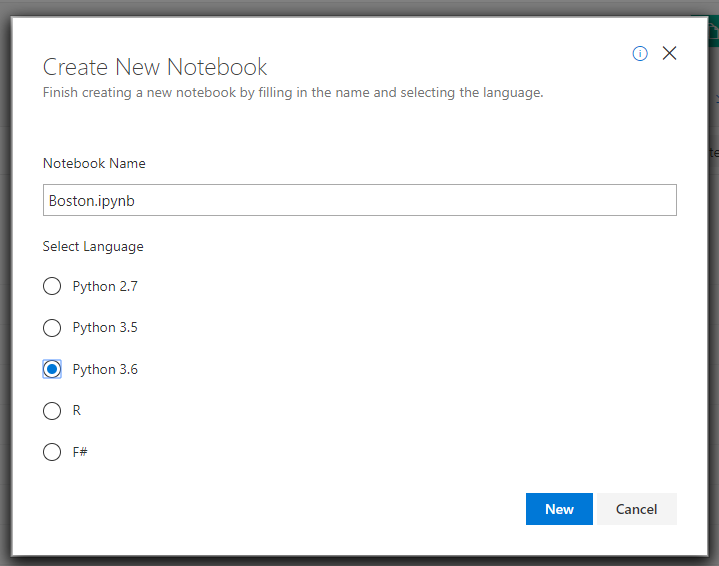 Create New Notebook
Finish creating a new notebook by filling in the name and selecting the language.
Notebook Name
Boston.ipynb
Select Language
Python 2.7
Python 3.5
Python 3.6
R
F#
New
Cancel